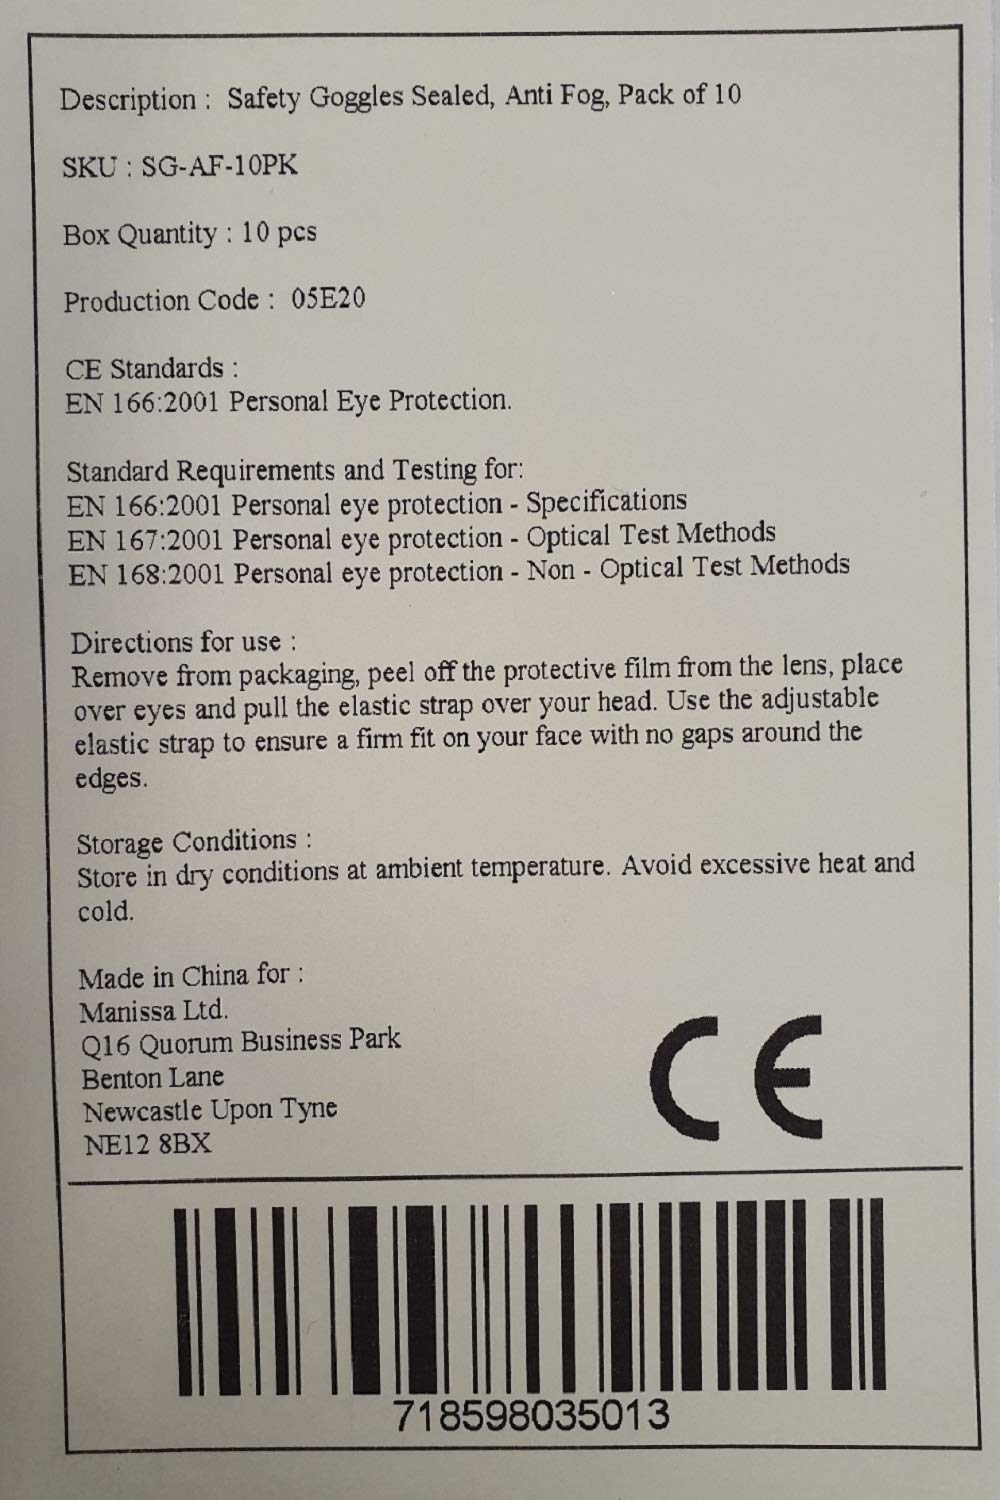 Description : Safety Goggles Sealed, Anti Fog, Pack of 10
SKU : SG-AF-10PK
Box Quantity : 10 pcs
Production Code : 05E20
CE Standards :
EN 166:2001 Personal Eye Protection.
Standard Requirements and Testing for:
EN 166:2001 Personal eye protection - Specifications
EN 167:2001 Personal eye protection - Optical Test Methods
EN 168:2001 Personal eye protection - Non - Optical Test Methods
Directions for use :
Remove from packaging, peel off the protective film from the lens, place
over eyes and pull the elastic strap over your head. Use the adjustable
elastic strap to ensure a firm fit on your face with no gaps around the
edges.
Storage Conditions :
Store in dry conditions at ambient temperature. Avoid excessive heat and
cold.
Made in China for :
Manissa Ltd.
Q16 Quorum Business Park
Benton Lane
Newcastle Upon Tyne
NE12 8BX
CE
718598035013